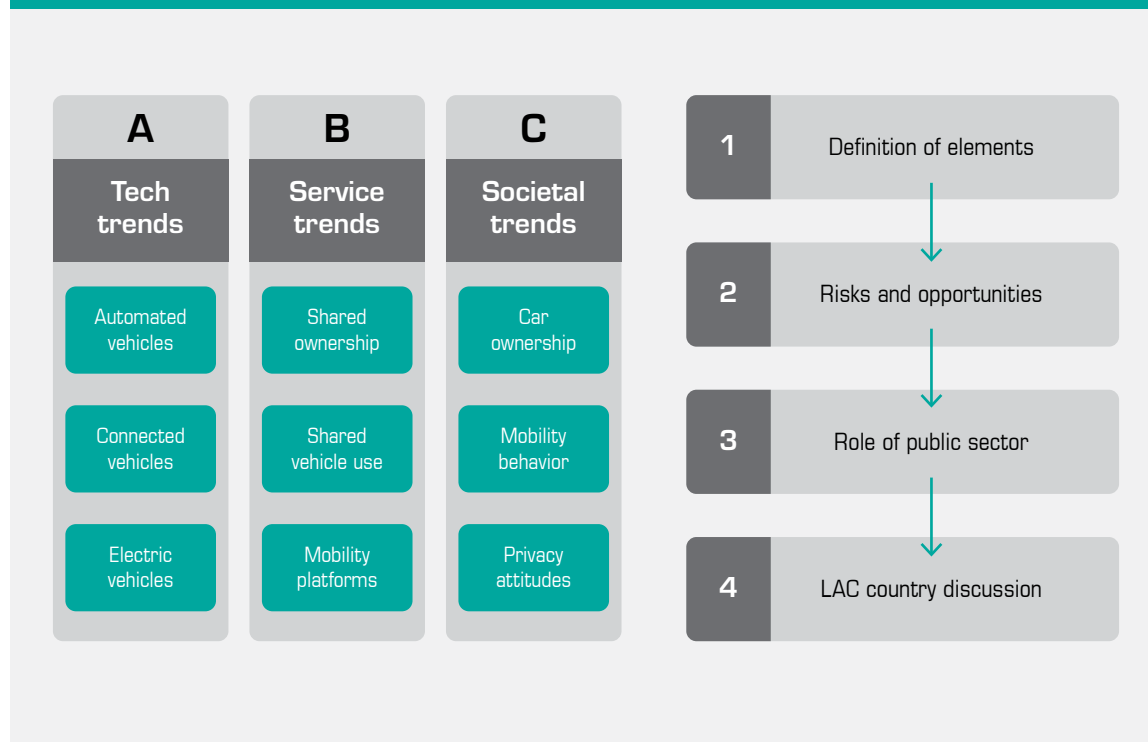 A
Tech
trends
Automated
vehicles
Connected
vehicles
Electric
vehicles
B
Service
trends
Shared
ownership
Shared
vehicle use
Mobility
platforms
C
Societal
trends
Car
ownership
Mobility
behavior
Privacy
attitudes
1 Definition of elements
2 Risks and opportunities
3 Role of public sector
4 LAC country discussion